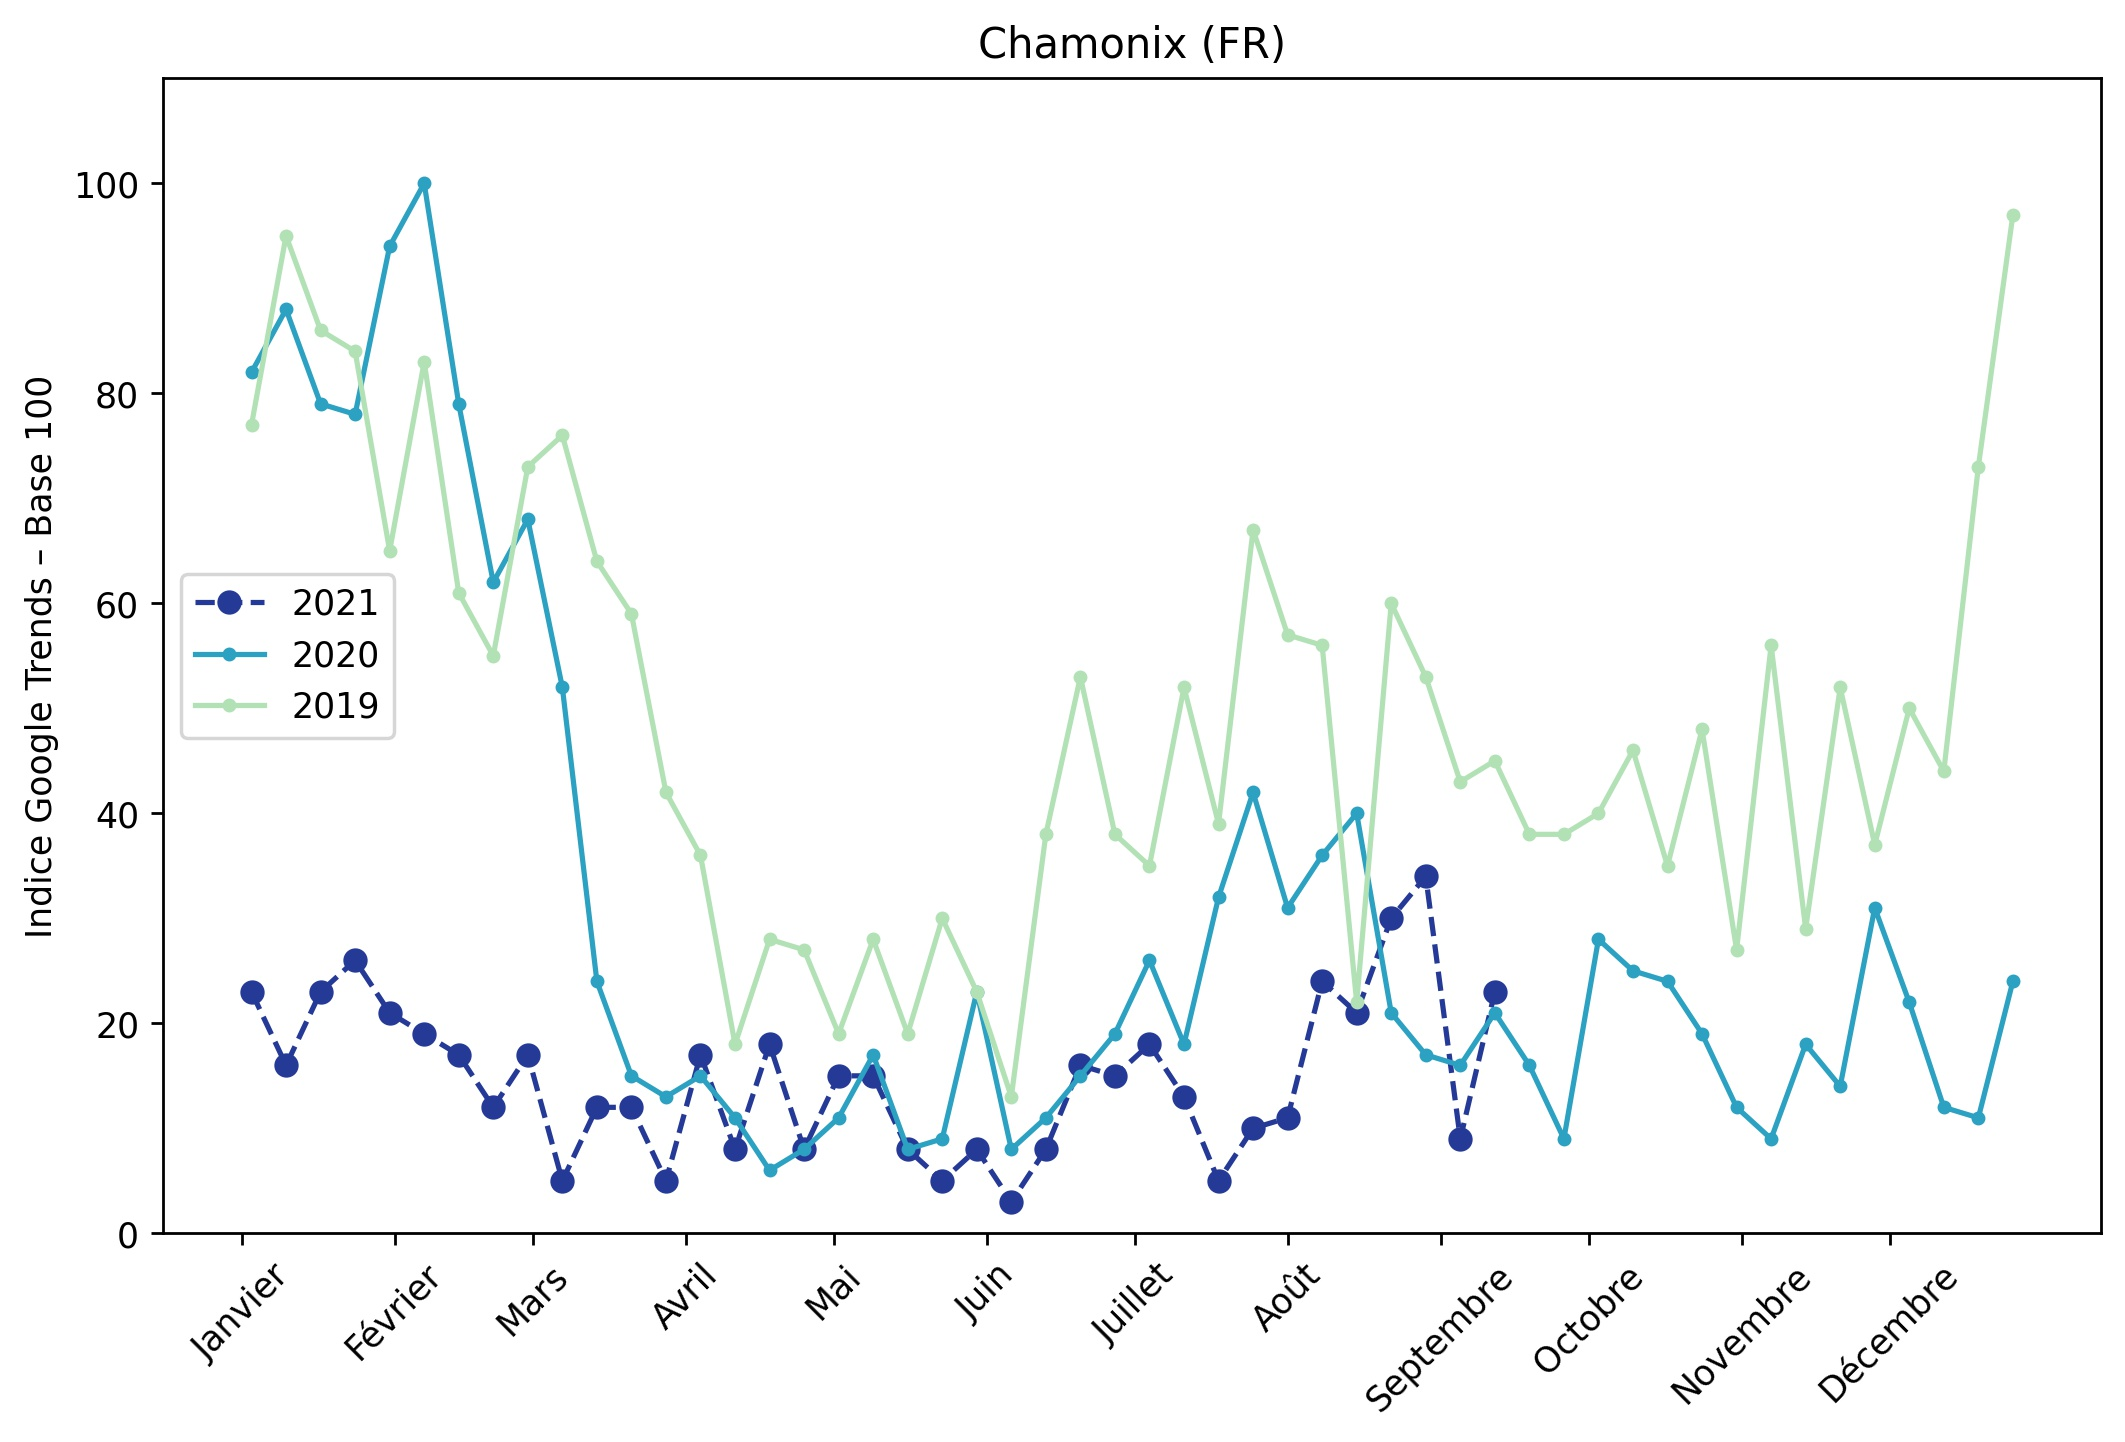 Chamonix (FR)
Indice Google Trends – Base 100
100
80
60
40
20
0
2021
2020
2019
Janvier
Février
Mars
Avril
Mai
Juin
Juillet
Août
Septembre
Octobre
Novembre
Décembre